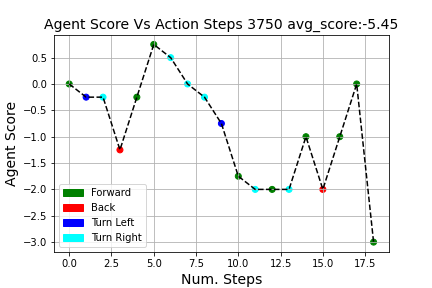 Agent Score Vs Action Steps 3750 avg_score:-5.45
Agent Score
0.5
0.0
−0.5
−1.0
−1.5
−2.0
−2.5
−3.0
Forward
Back
Turn Left
Turn Right
0.0 2.5 5.0 7.5 10.0 12.5 15.0 17.5
Num. Steps